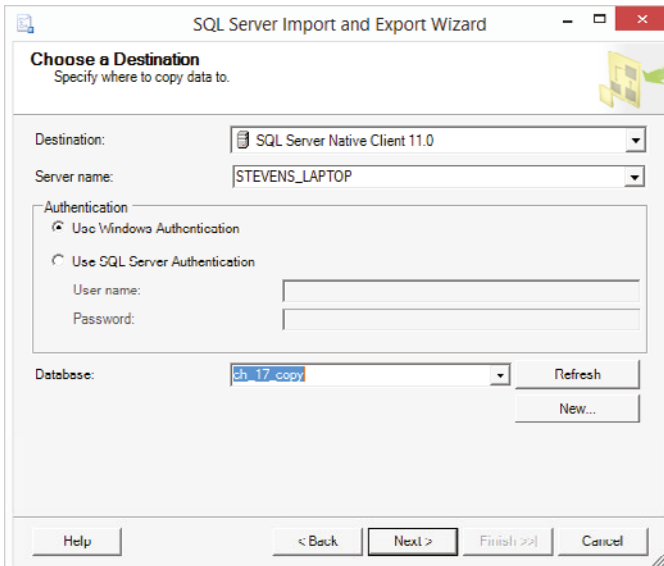 SQL Server Import and Export Wizard
Choose a Destination
Specify where to copy data to.
Destination: SQL Server Native Client 11.0
Server name: STEVENS_LAPTOP
Authentication
Use Windows Authentication
Use SQL Server Authentication
User name:
Password:
Database: ch_17_copy Refresh
New...
Help < Back Next > Finish >>| Cancel